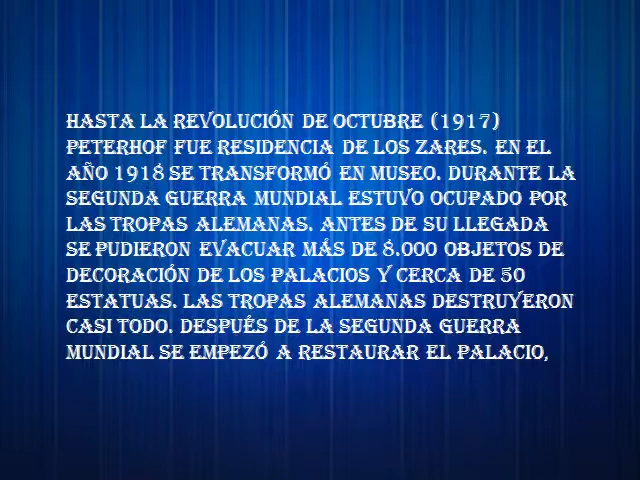 HASTA LA REVOLUCIÓN DE OCTUBRE (1917)
PETERHOF FUE RESIDENCIA DE LOS ZARES. EN EL
AÑO 1918 SE TRANSFORMÓ EN MUSEO. DURANTE LA
SEGUNDA GUERRA MUNDIAL ESTUVO OCUPADO POR
LAS TROPAS ALEMANAS. ANTES DE SU LLEGADA
SE PUDIERON EVACUAR MÁS DE 8.000 OBJETOS DE
DECORACIÓN DE LOS PALACIOS Y CERCA DE 50
ESTATUAS. LAS TROPAS ALEMANAS DESTRUYERON
CASI TODO. DESPUÉS DE LA SEGUNDA GUERRA
MUNDIAL SE EMPEZÓ A RESTAURAR EL PALACIO,